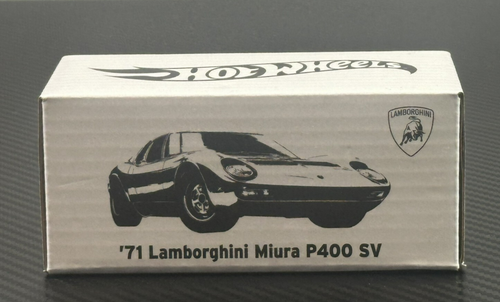 Hot Wheels
LAMBORGHINI
'71 Lamborghini Miura P400 SV